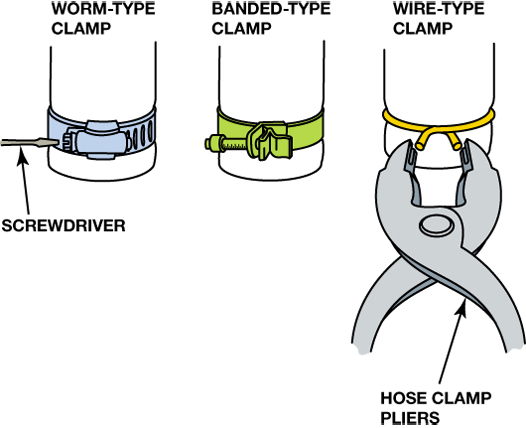 WORM-TYPE
CLAMP
BANDED-TYPE
CLAMP
WIRE-TYPE
CLAMP
SCREWDRIVER
HOSE CLAMP
PLIERS